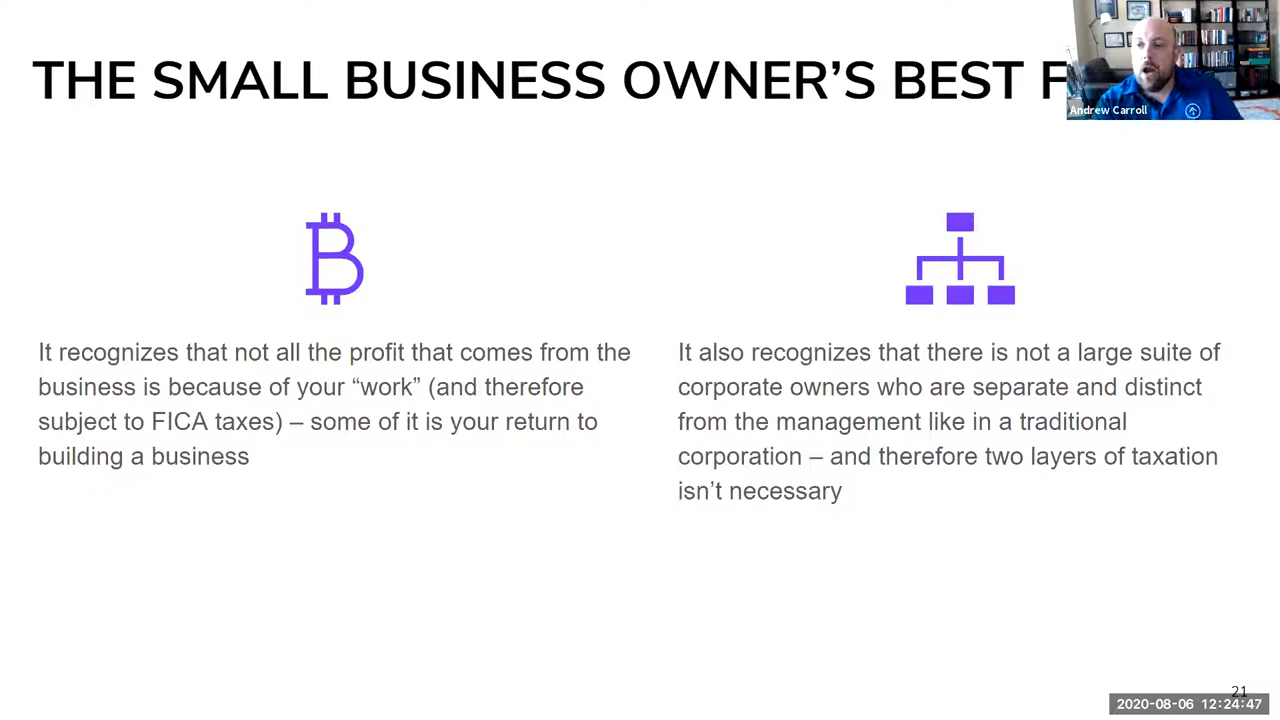 THE SMALL BUSINESS OWNER’S BEST F
Andrew Carroll
It recognizes that not all the profit that comes from the
business is because of your “work” (and therefore
subject to FICA taxes) – some of it is your return to
building a business
It also recognizes that there is not a large suite of
corporate owners who are separate and distinct
from the management like in a traditional
corporation – and therefore two layers of taxation
isn’t necessary
21
2020-08-06 12:24:47